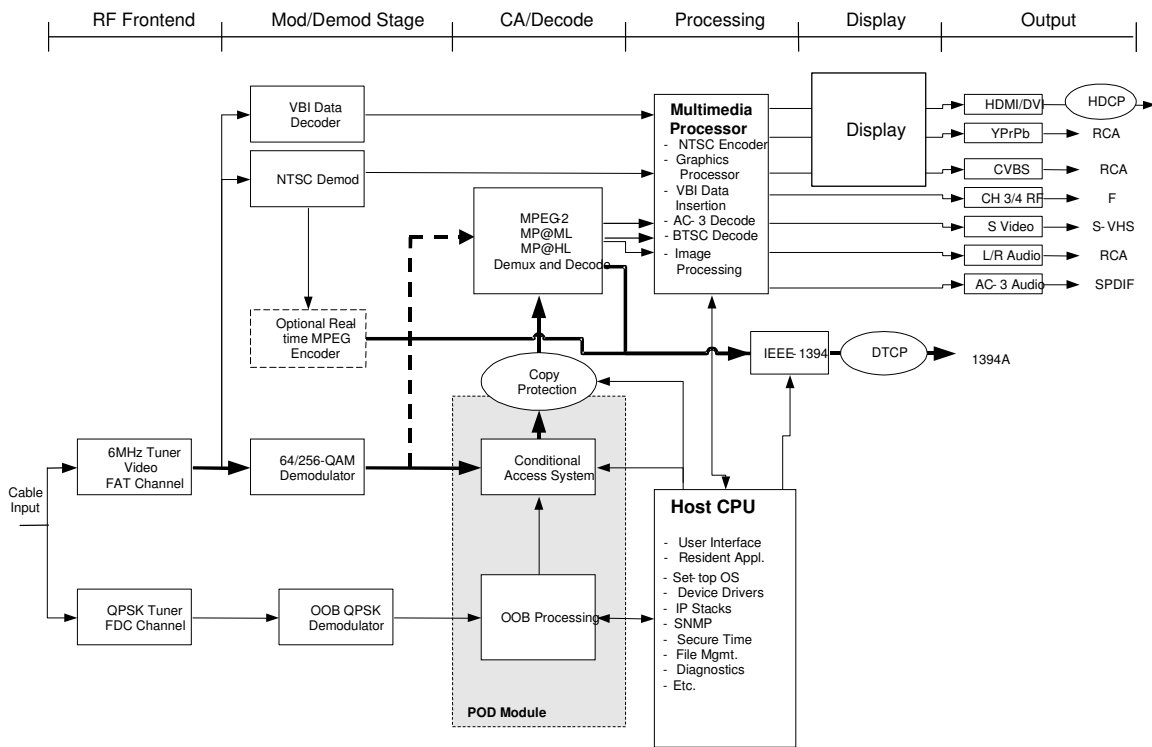 RF Frontend
Mod/Demod Stage
CA/Decode
Processing
Display
Output
VBI Data
Decoder
NTSC Demod
Optional Real-
time MPEG
Encoder
6MHz Tuner
Video
FAT Channel
64/256-QAM
Demodulator
Cable
Input
QPSK Tuner
FDC Channel
OOB QPSK
Demodulator
MPEG-2
MP@ML
MP@HL
Demux and Decode
Copy
Protection
Conditional
Access System
OOB Processing
POD Module
Multimedia
Processor
- NTSC Encoder
- Graphics
Processor
- VBI Data
Insertion
- AC-3 Decode
- BTSC Decode
- Image
Processing
Host CPU
- User Interface
- Resident Appl.
- Set-top OS
- Device Drivers
- IP Stacks
- SNMP
- Secure Time
- File Mgmt.
- Diagnostics
- Etc.
Display
IEEE-1394
DTCP
1394A
HDMI/DVI
HDCP
YPrPb
RCA
CVBS
RCA
CH 3/4 RF
F
S Video
S-VHS
L/R Audio
RCA
AC-3 Audio
SPDIF